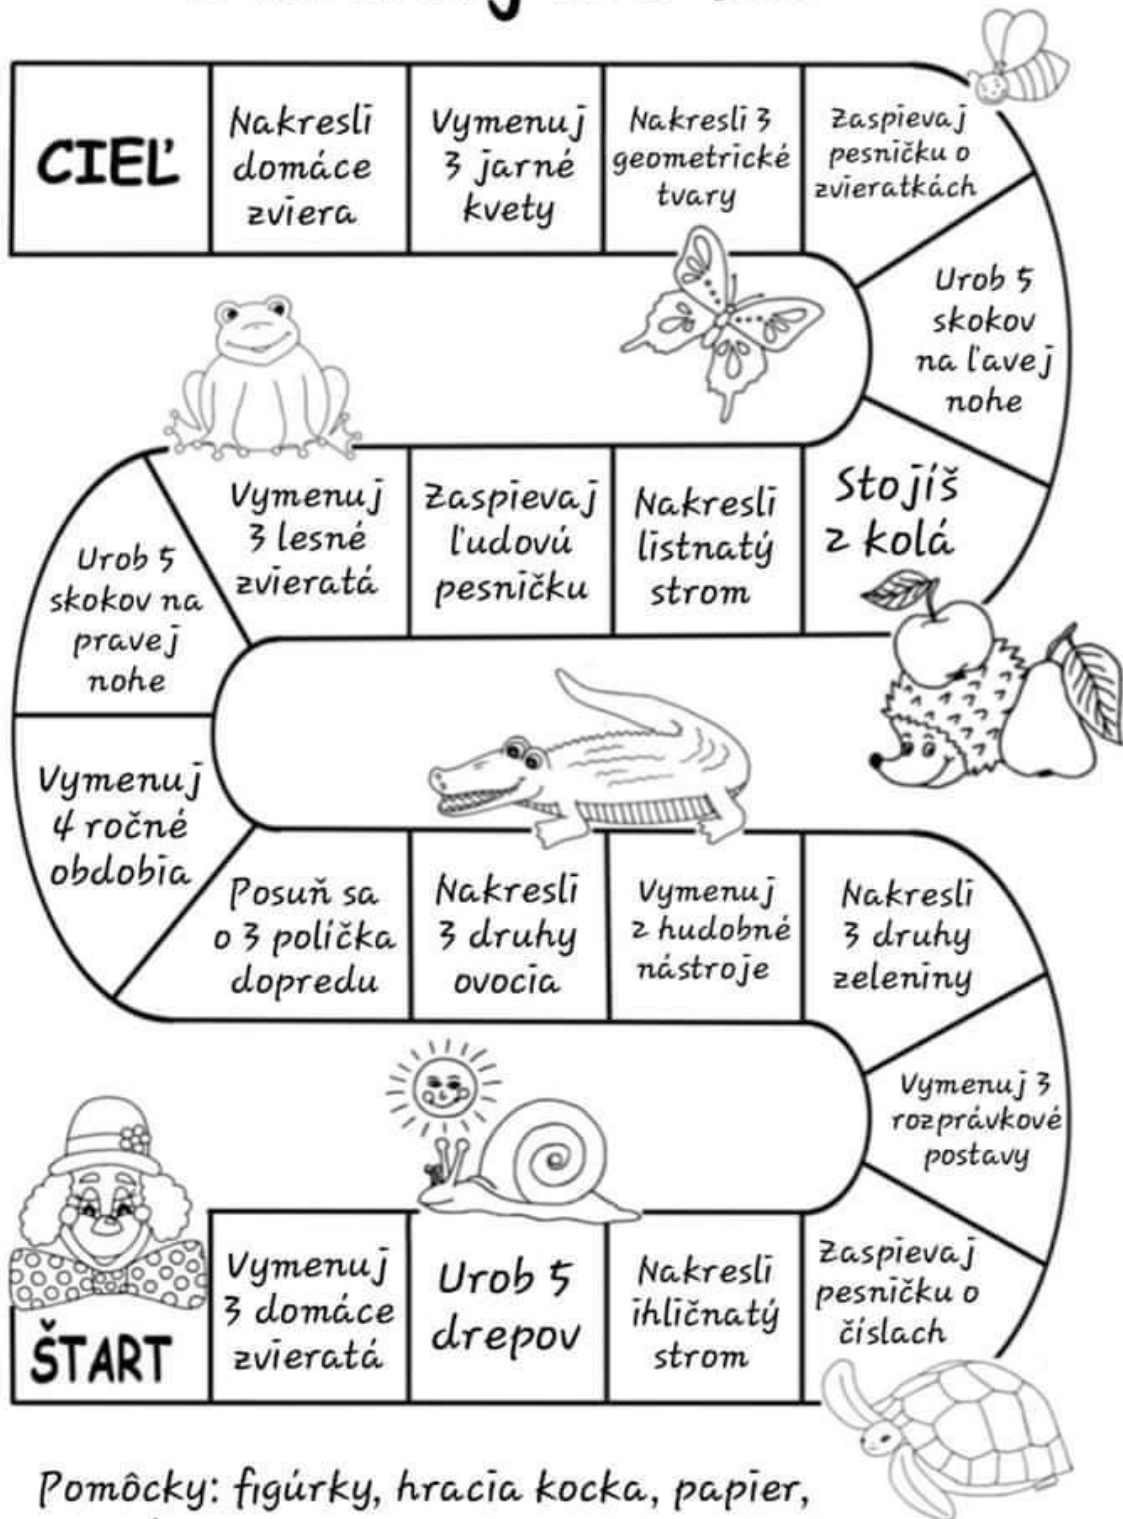 CIEĽ
Nakresli
domáce
zviera
Vymenuj
3 jarné
kvety
Nakresli 3
geometrické
tvary
Zaspievaj
pesničku o
zvieratkách
Urob 5
skokov
na ľavej
nohe
Stojíš
2 kolá
Nakresli
listnatý
strom
Zaspievaj
ľudovú
pesničku
Vymenuj
3 lesné
zvieratá
Urob 5
skokov na
pravej
nohe
Vymenuj
4 ročné
obdobia
Posuň sa
o 3 políčka
dopredu
Nakresli
3 druhy
ovocia
Vymenuj
2 hudobné
nástroje
Nakresli
3 druhy
zeleniny
Vymenuj 3
rozprávkové
postavy
Zaspievaj
pesničku o
číslach
Nakresli
ihličnatý
strom
Urob 5
drepov
Vymenuj
3 domáce
zvieratá
ŠTART
Pomôcky: figúrky, hracia kocka, papier,